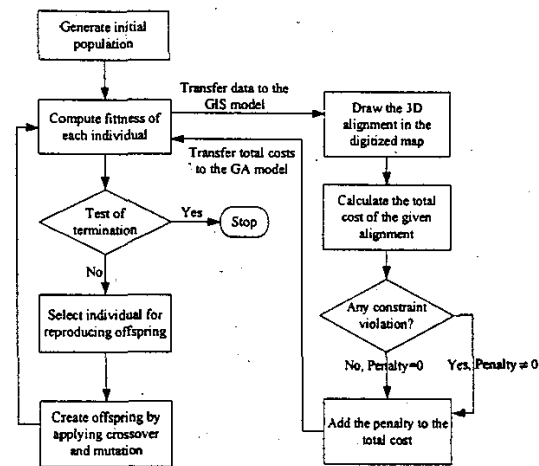 Generate initial
population
Compute fittness of
each individual
Transfer data to the
GIS model
Transfer total costs
to the GA model
Draw the 3D
alignment in the
digitized map
Calculate the total
cost of the given
alignment
Test of
termination
Yes
Stop
No
Any constraint
violation?
Select individual for
reproducing offspring
No, Penalty=0
Yes, Penalty ≠ 0
Create offspring by
applying crossover
and mutation
Add the penalty to the
total cost